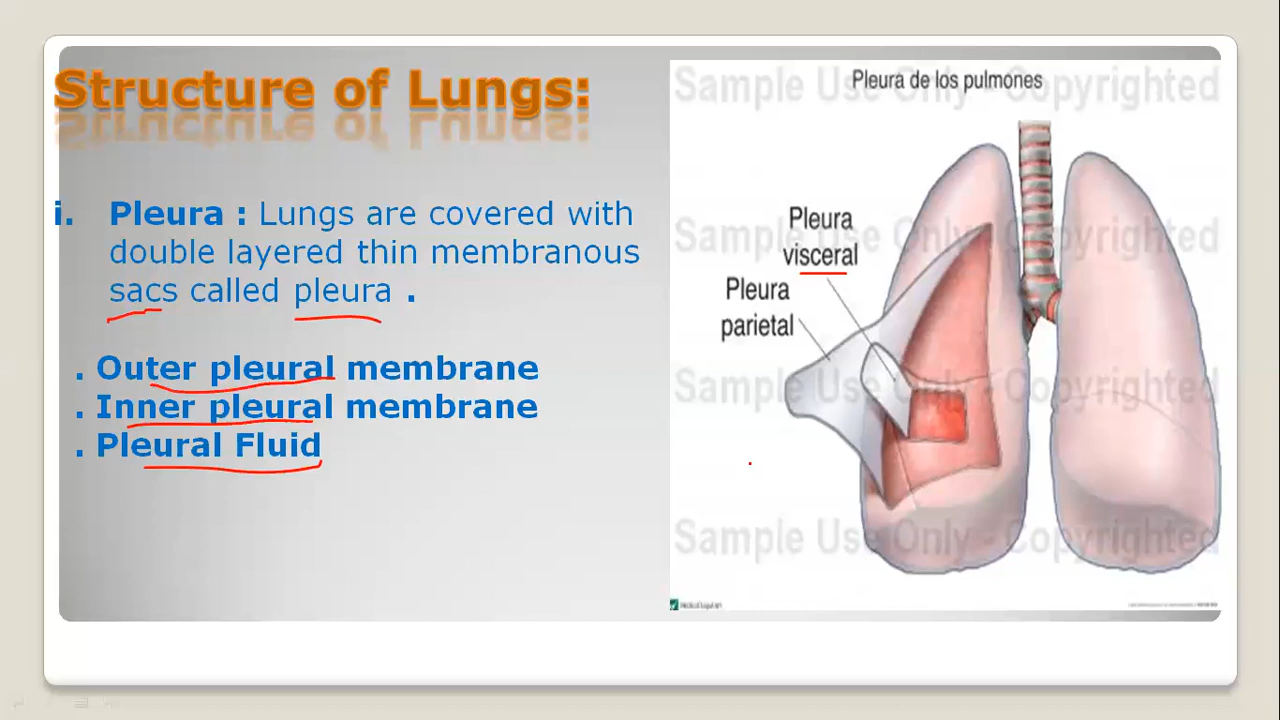 Structure of Lungs:
i. Pleura : Lungs are covered with
double layered thin membranous
sacs called pleura .
. Outer pleural membrane
. Inner pleural membrane
. Pleural Fluid
Sample Use Only - Copyrighted
Pleura de los pulmones
Pleura
visceral
Sample Use Only - Copyrighted
Pleura
parietal
Sample Use Only - Copyrighted
Sample Use Only - Copyrighted